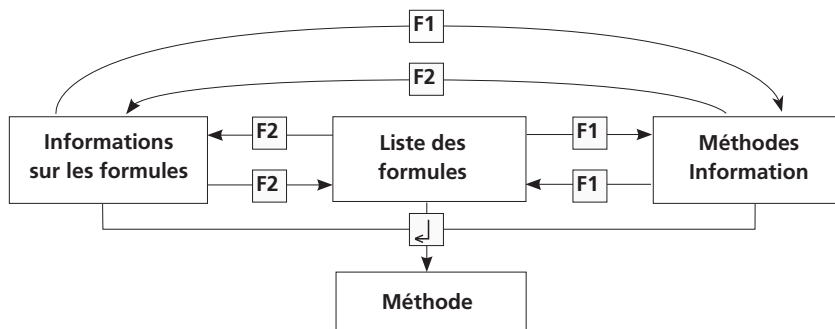 F1
F2
Informations
sur les formules
F2
F2
Liste des
formules
F1
F1
Méthodes
Information
Méthode